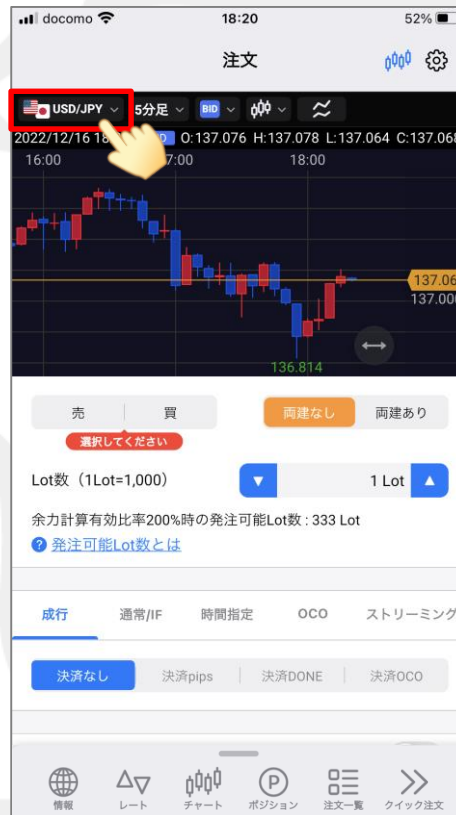 docomo 18:20 52%
注文
USD/JPY 5分足 BID
2022/12/16 18 O:137.076 H:137.078 L:137.064 C:137.068
16:00 7:00 18:00
137.06
137.00
136.814
売 買 両建なし 両建あり
選択してください
Lot数（1Lot=1,000） 1 Lot
余力計算有効比率200%時の発注可能Lot数 : 333 Lot
? 発注可能Lot数とは
成行 通常/IF 時間指定 OCO ストリーミング
決済なし 決済pips 決済DONE 決済OCO
P
情報 レート チャート ポジション 注文一覧 クイック注文